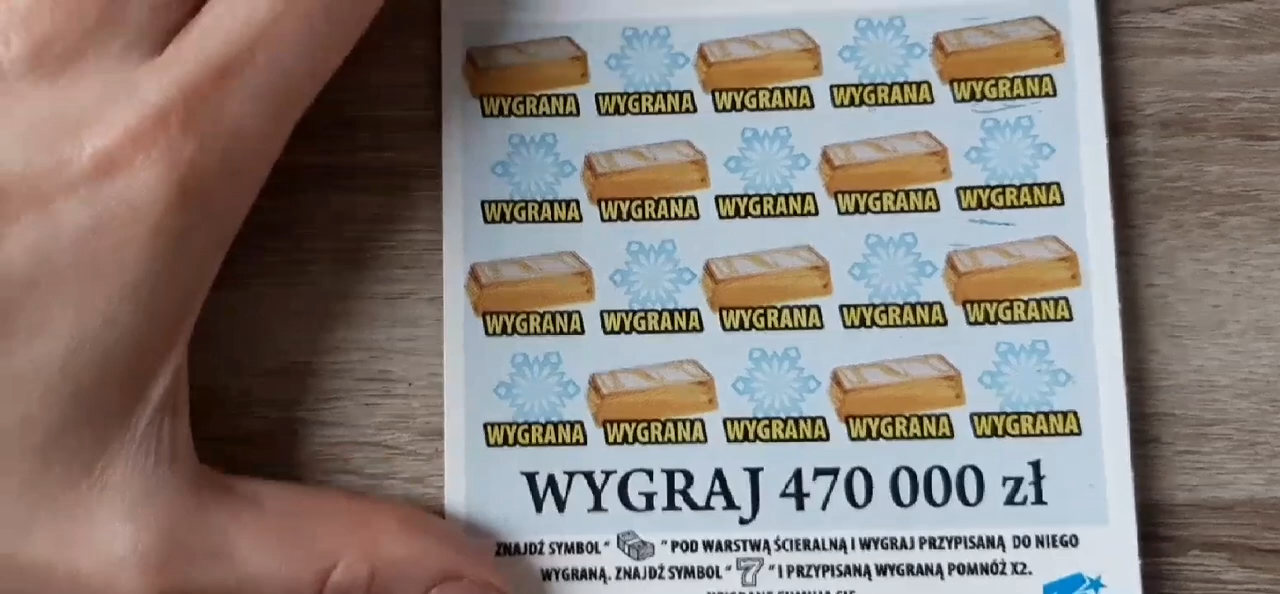 WYGRANA WYGRANA WYGRANA WYGRANA WYGRANA
WYGRANA WYGRANA WYGRANA WYGRANA WYGRANA
WYGRANA WYGRANA WYGRANA WYGRANA WYGRANA
WYGRANA WYGRANA WYGRANA WYGRANA WYGRANA
WYGRAJ 470 000 zł
ZNAJDŹ SYMBOL " " POD WARSTWĄ ŚCIERALNĄ I WYGRAJ PRZYPISANĄ DO NIEGO
WYGRANĄ. ZNAJDŹ SYMBOL "7" I PRZYPISANĄ WYGRANĄ POMNÓŻ X2.